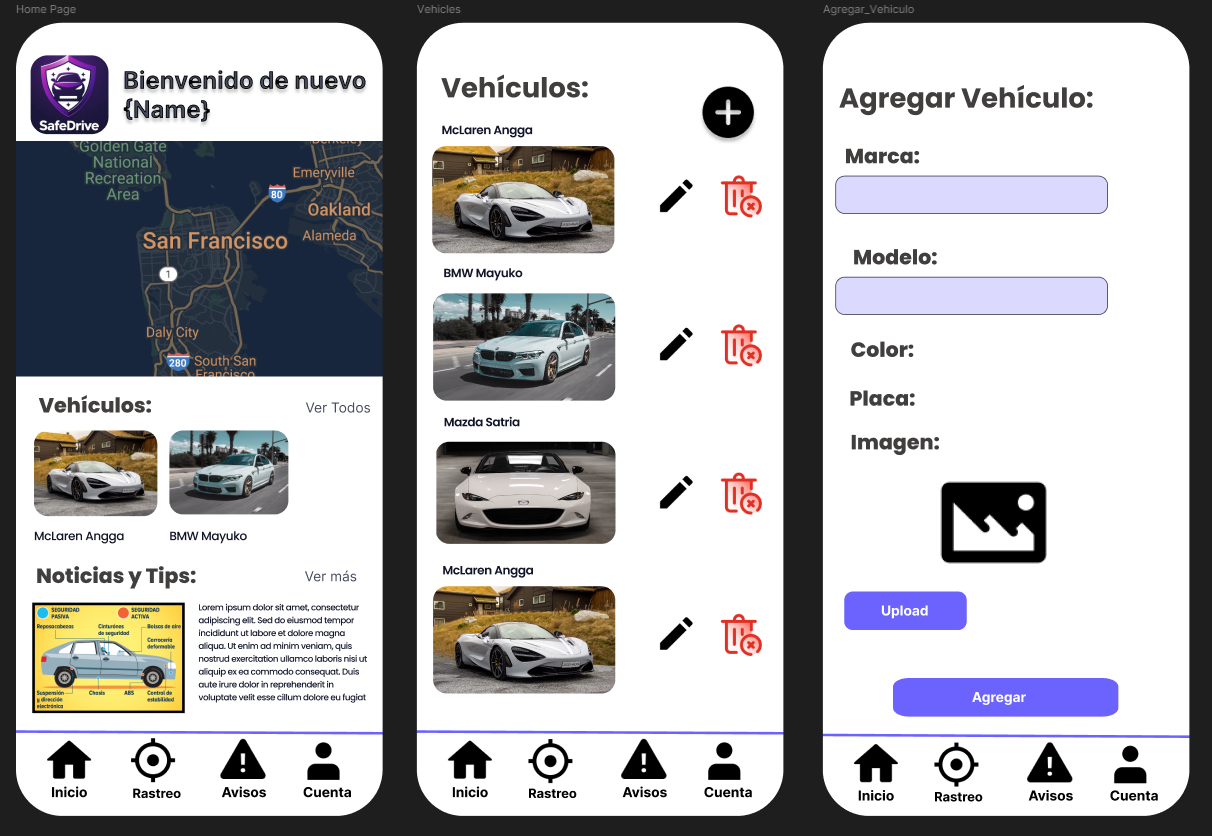 Home Page
SafeDrive
Bienvenido de nuevo
{Name}
Golden Gate
National
Recreation
Area
Berkeley
Emeryville
80
Oakland
San Francisco
Alameda
1
Daly City
280
South San
Francisco
Vehículos:
Ver Todos
McLaren Angga
BMW Mayuko
Noticias y Tips:
Ver más
SEGURIDAD
PASIVA
SEGURIDAD
ACTIVA
Reposacabezas
Cinturónes
de seguridad
Bolsas de aire
Carrocería
deformable
Suspensión
y dirección
electrónica
Chasis
ABS
Control de
estabilidad
Lorem ipsum dolor sit amet, consectetur
adipiscing elit. Sed do eiusmod tempor
incididunt ut labore et dolore magna
aliqua. Ut enim ad minim veniam, quis
nostrud exercitation ullamco laboris nisi ut
aliquip ex ea commodo consequat. Duis
aute irure dolor in reprehenderit in
voluptate velit esse cillum dolore eu fugiat
Inicio
Rastreo
Avisos
Cuenta
Vehicles
Vehículos:
McLaren Angga
BMW Mayuko
Mazda Satria
McLaren Angga
Inicio
Rastreo
Avisos
Cuenta
Agregar_Vehiculo
Agregar Vehículo:
Marca:
Modelo:
Color:
Placa:
Imagen:
Upload
Agregar
Inicio
Rastreo
Avisos
Cuenta